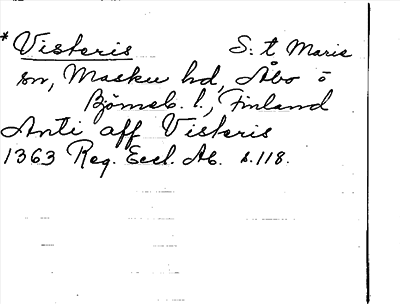 * Visteris S:t Marie
sn, Masku hd, Åbo o
Björneb. l., Finland
Anti aff Visteris
1363 Reg. Eccl. Ab. s.118.